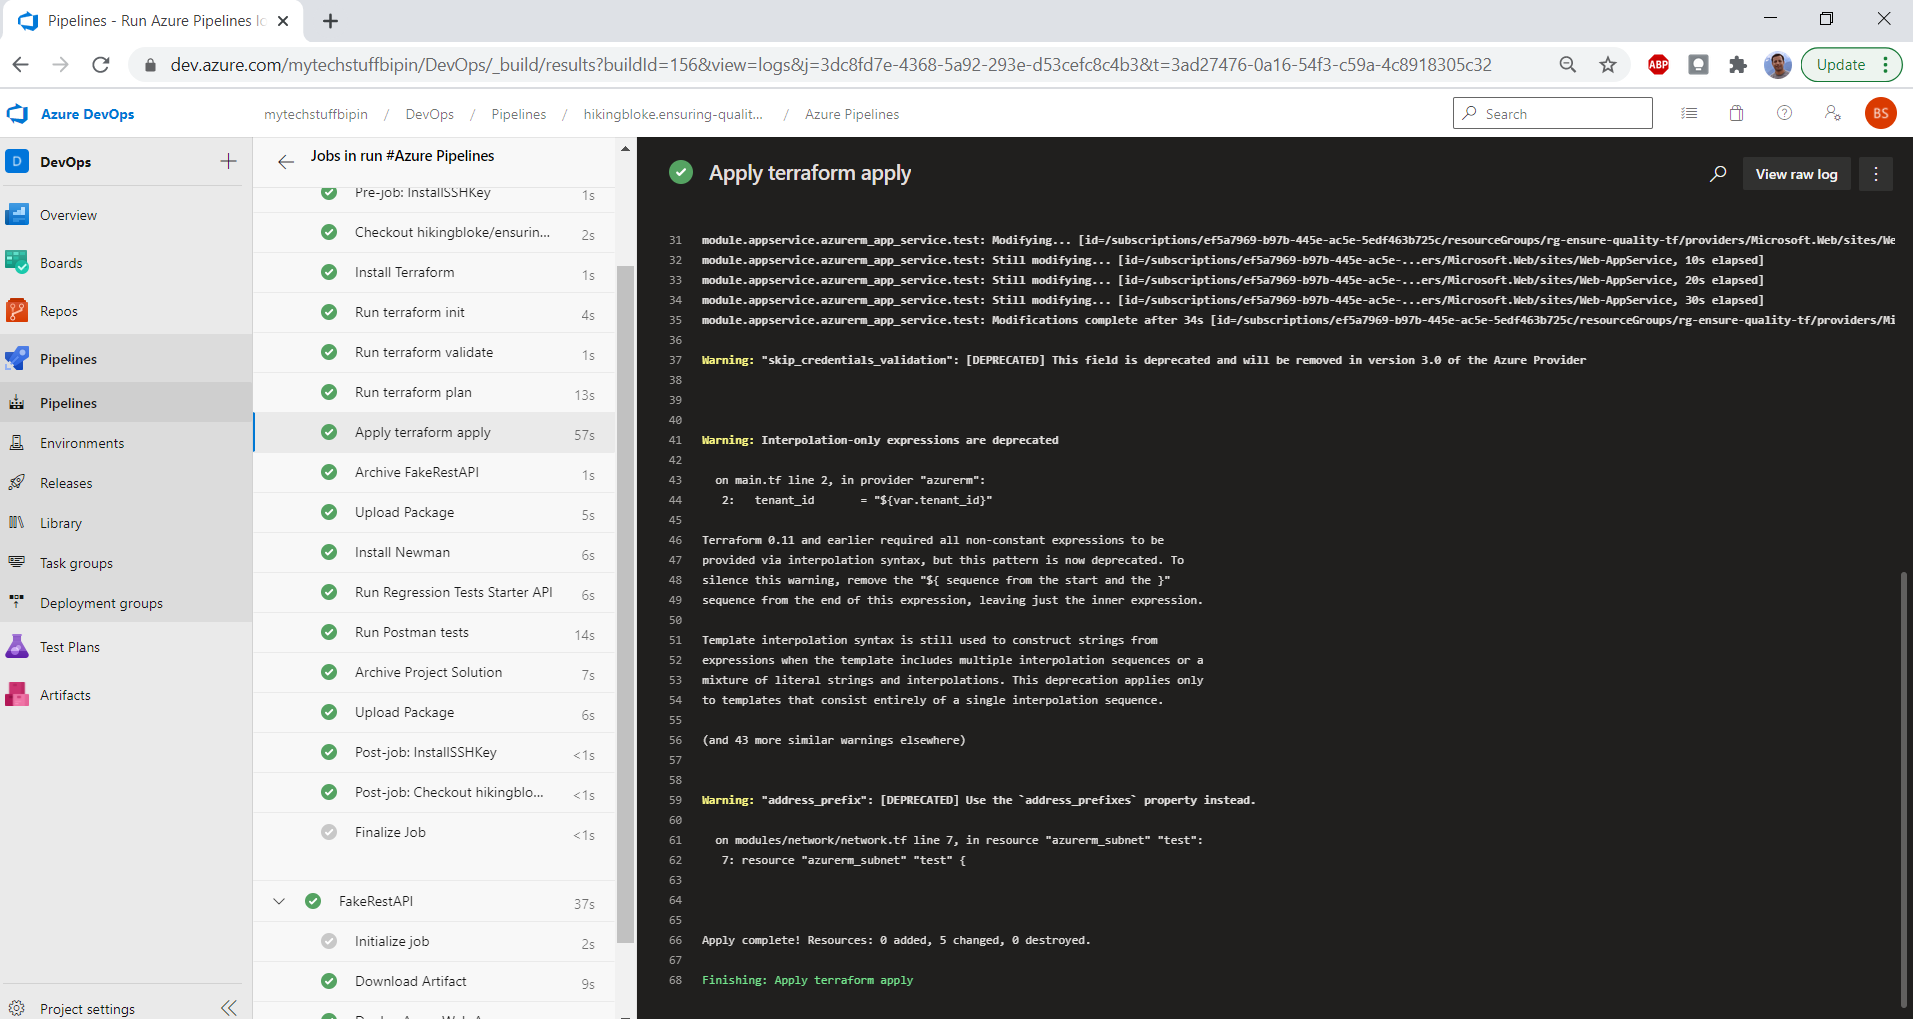 Pipelines - Run Azure Pipelines lo
dev.azure.com/mytechstuffbipin/DevOps/_build/results?buildId=156&view=logs&j=3dc8fd7e-4368-5a92-293e-d53cefc8c4b3&t=3ad27476-0a16-54f3-c59a-4c8918305c32
ABP
Update
Azure DevOps
mytechstuffbipin / DevOps / Pipelines / hikingbloke.ensuring-qualit... / Azure Pipelines
Search
BS
D DevOps
Overview
Boards
Repos
Pipelines
Pipelines
Environments
Releases
Library
Task groups
Deployment groups
Test Plans
Artifacts
Project settings
Jobs in run #Azure Pipelines
Pre-job: InstallSSHKey 1s
Checkout hikingbloke/ensurin... 2s
Install Terraform 1s
Run terraform init 4s
Run terraform validate 1s
Run terraform plan 13s
Apply terraform apply 57s
Archive FakeRestAPI 1s
Upload Package 5s
Install Newman 6s
Run Regression Tests Starter API 6s
Run Postman tests 14s
Archive Project Solution 7s
Upload Package 6s
Post-job: InstallSSHKey <1s
Post-job: Checkout hikingblo... <1s
Finalize Job <1s
FakeRestAPI 37s
Initialize job 2s
Download Artifact 9s
Apply terraform apply
View raw log
31 module.appservice.azurerm_app_service.test: Modifying... [id=/subscriptions/ef5a7969-b97b-445e-ac5e-5edf463b725c/resourceGroups/rg-ensure-quality-tf/providers/Microsoft.Web/sites/We
32 module.appservice.azurerm_app_service.test: Still modifying... [id=/subscriptions/ef5a7969-b97b-445e-ac5e-...ers/Microsoft.Web/sites/Web-AppService, 10s elapsed]
33 module.appservice.azurerm_app_service.test: Still modifying... [id=/subscriptions/ef5a7969-b97b-445e-ac5e-...ers/Microsoft.Web/sites/Web-AppService, 20s elapsed]
34 module.appservice.azurerm_app_service.test: Still modifying... [id=/subscriptions/ef5a7969-b97b-445e-ac5e-...ers/Microsoft.Web/sites/Web-AppService, 30s elapsed]
35 module.appservice.azurerm_app_service.test: Modifications complete after 34s [id=/subscriptions/ef5a7969-b97b-445e-ac5e-5edf463b725c/resourceGroups/rg-ensure-quality-tf/providers/Mi
36
37 Warning: "skip_credentials_validation": [DEPRECATED] This field is deprecated and will be removed in version 3.0 of the Azure Provider
38
39
40
41 Warning: Interpolation-only expressions are deprecated
42
43 on main.tf line 2, in provider "azurerm":
44 2: tenant_id = "${var.tenant_id}"
45
46 Terraform 0.11 and earlier required all non-constant expressions to be
47 provided via interpolation syntax, but this pattern is now deprecated. To
48 silence this warning, remove the "${ sequence from the start and the }"
49 sequence from the end of this expression, leaving just the inner expression.
50
51 Template interpolation syntax is still used to construct strings from
52 expressions when the template includes multiple interpolation sequences or a
53 mixture of literal strings and interpolations. This deprecation applies only
54 to templates that consist entirely of a single interpolation sequence.
55
56 (and 43 more similar warnings elsewhere)
57
58
59 Warning: "address_prefix": [DEPRECATED] Use the `address_prefixes` property instead.
60
61 on modules/network/network.tf line 7, in resource "azurerm_subnet" "test":
62 7: resource "azurerm_subnet" "test" {
63
64
65
66 Apply complete! Resources: 0 added, 5 changed, 0 destroyed.
67
68 Finishing: Apply terraform apply